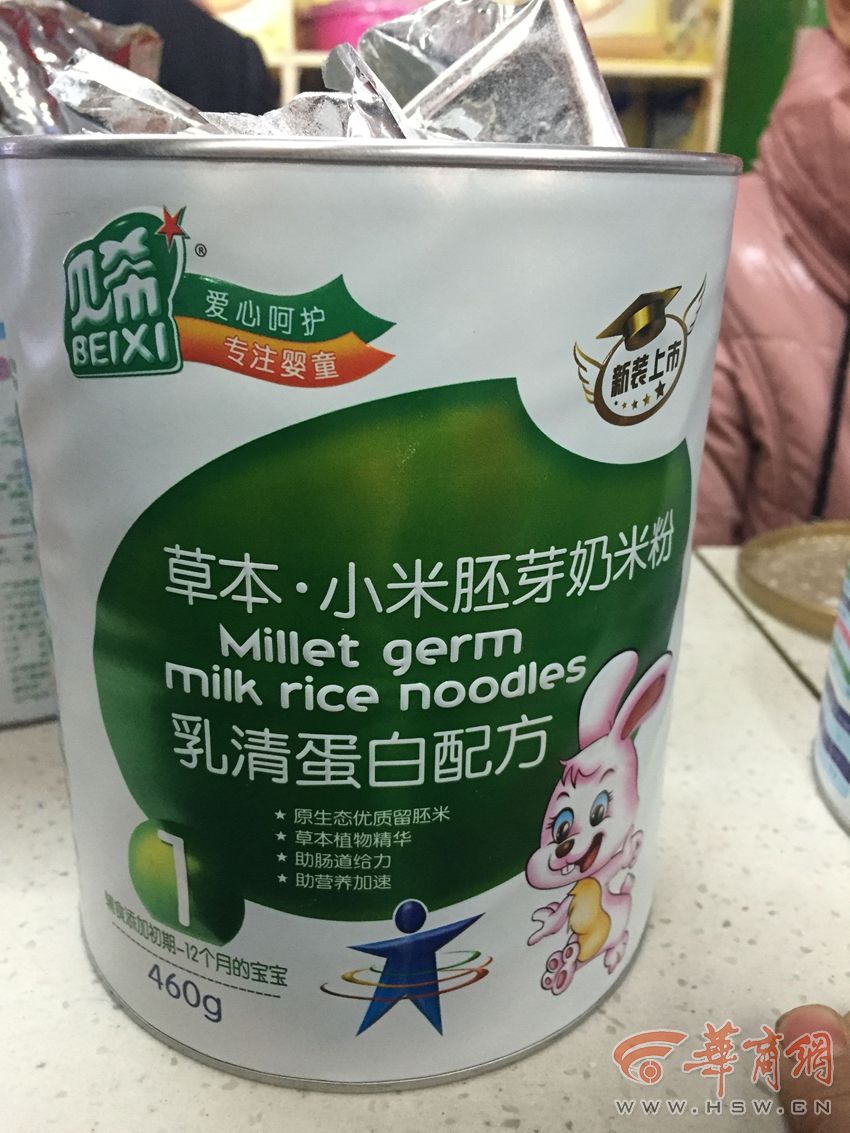 贝希
BEIXI
®
爱心呵护
专注婴童
新装上市
草本·小米胚芽奶米粉
Millet germ
milk rice noodles
乳清蛋白配方
★ 原生态优质留胚米
★ 草本植物精华
★ 助肠道给力
★ 助营养加速
1
辅食添加初期-12个月的宝宝
460g
華商網
WWW.HSW.CN